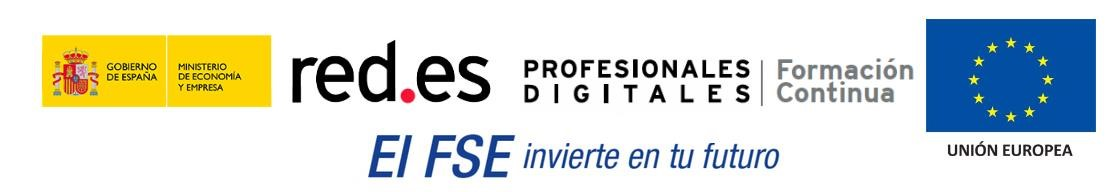 GOBIERNO
DE ESPAÑA
MINISTERIO
DE ECONOMÍA
Y EMPRESA
red.es
PROFESIONALES
DIGITALES
Formación
Continua
UNIÓN EUROPEA
El FSE invierte en tu futuro